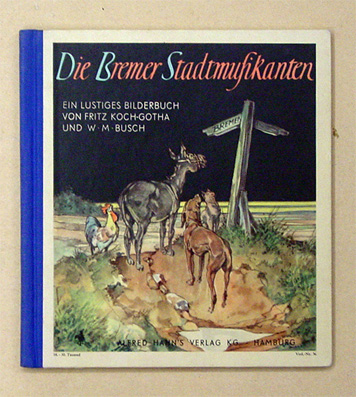 Die Bremer Stadtmusikanten
EIN LUSTIGES BILDERBUCH
VON FRITZ KOCH-GOTHA
UND W·M·BUSCH
BREMEN
ALFRED HAHN'S VERLAG KG · HAMBURG